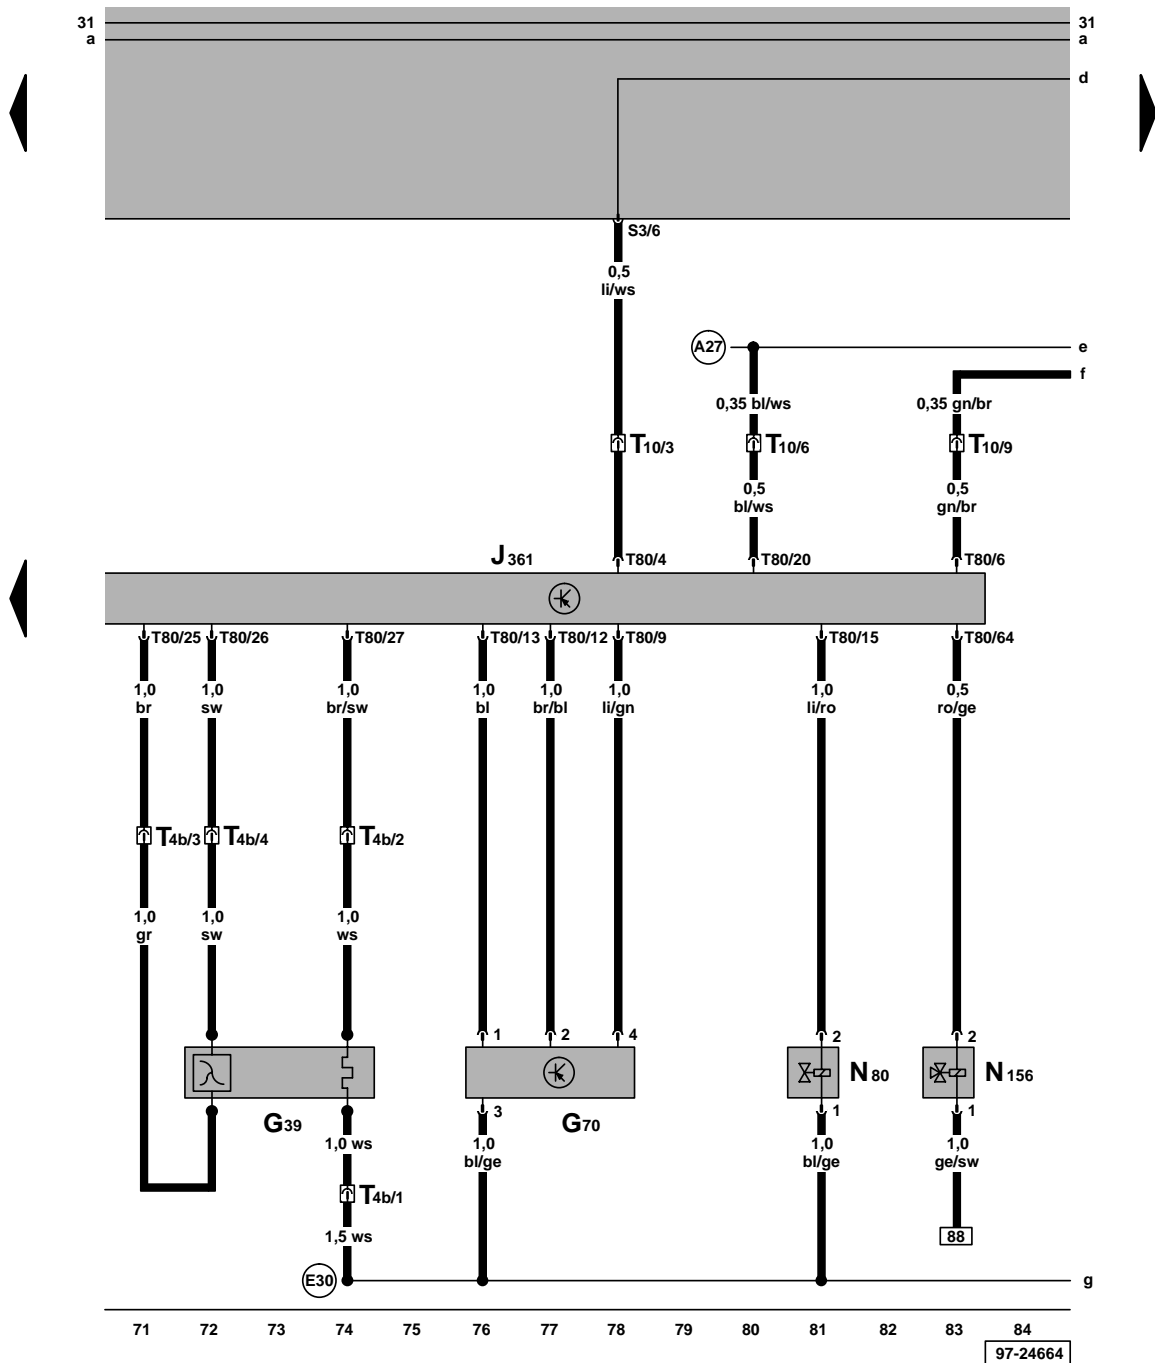 31 31
a a
d
S3/6
0,5
li/ws
A27 e
f
0,35 bl/ws 0,35 gn/br
T10/3 T10/6 T10/9
0,5 0,5
bl/ws gn/br
J361 T80/4 T80/20 T80/6
T80/25 T80/26 T80/27 T80/13 T80/12 T80/9 T80/15 T80/64
1,0 1,0 1,0 1,0 1,0 1,0 1,0 0,5
br sw br/sw bl br/bl li/gn li/ro ro/ge
T4b/3 T4b/4 T4b/2
1,0 1,0 1,0
gr sw ws
1 2 4 2 2
N80 N156
G39 3 G70 1 1
1,0 ws 1,0 1,0 1,0
bl/ge bl/ge ge/sw
T4b/1
1,5 ws 88
E30 g
71 72 73 74 75 76 77 78 79 80 81 82 83 84
97-24664